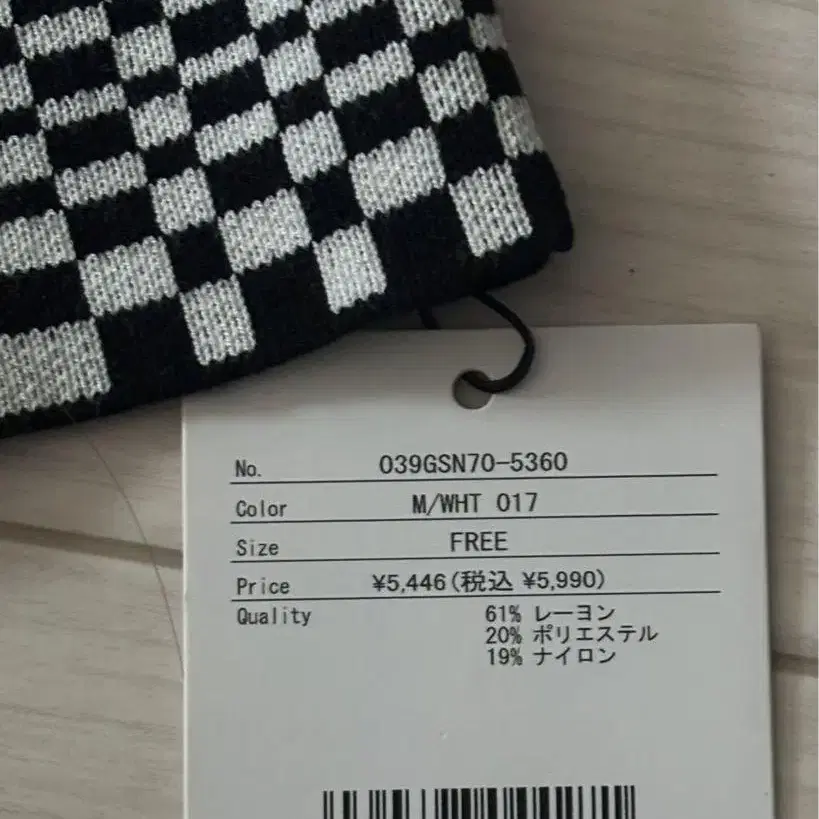 No. 039GSN70-5360
Color M/WHT 017
Size FREE
Price ¥5,446(税込 ¥5,990)
Quality 61% レーヨン
20% ポリエステル
19% ナイロン